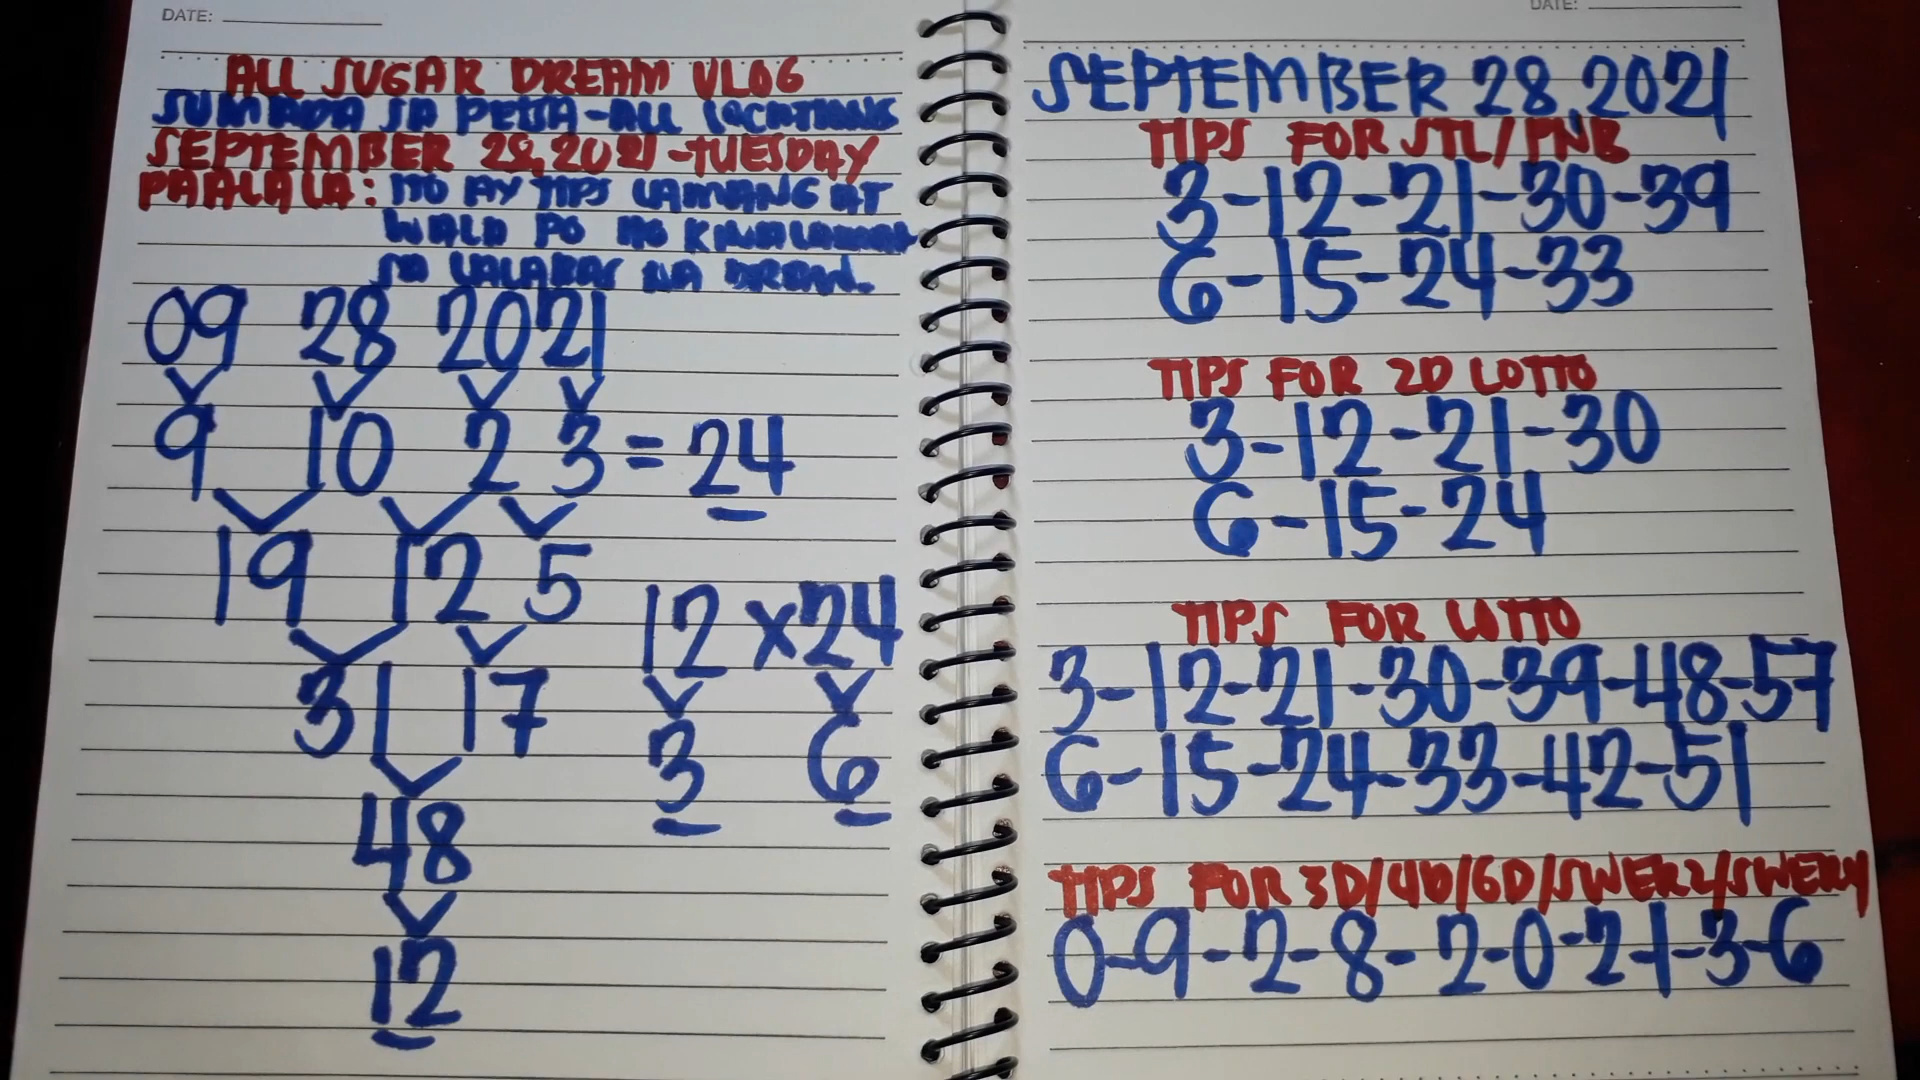 DATE:
ALL SUGAR DREAM VLOG
SUMADA SA PETSA-ALL LOCATIONS
SEPTEMBER 28, 2021-TUESDAY
PAALALA: ITO AY TIPS LAMANG AT
WALA PO ITO KINALAMAN
SA LALABAS NA DRAW.
09 28 20 21
9 10 2 3 = 24
19 12 5
12 x 24
31 17
3 6
48
12
DATE:
SEPTEMBER 28, 2021
TIPS FOR STL/PNB
3-12-21-30-39
6-15-24-33
TIPS FOR 2D LOTTO
3-12-21-30
6-15-24
TIPS FOR LOTTO
3-12-21-30-39-48-57
6-15-24-33-42-51
TIPS FOR 3D/4D/6D/SWER2/SWER4
0-9-2-8-2-0-2-1-3-6